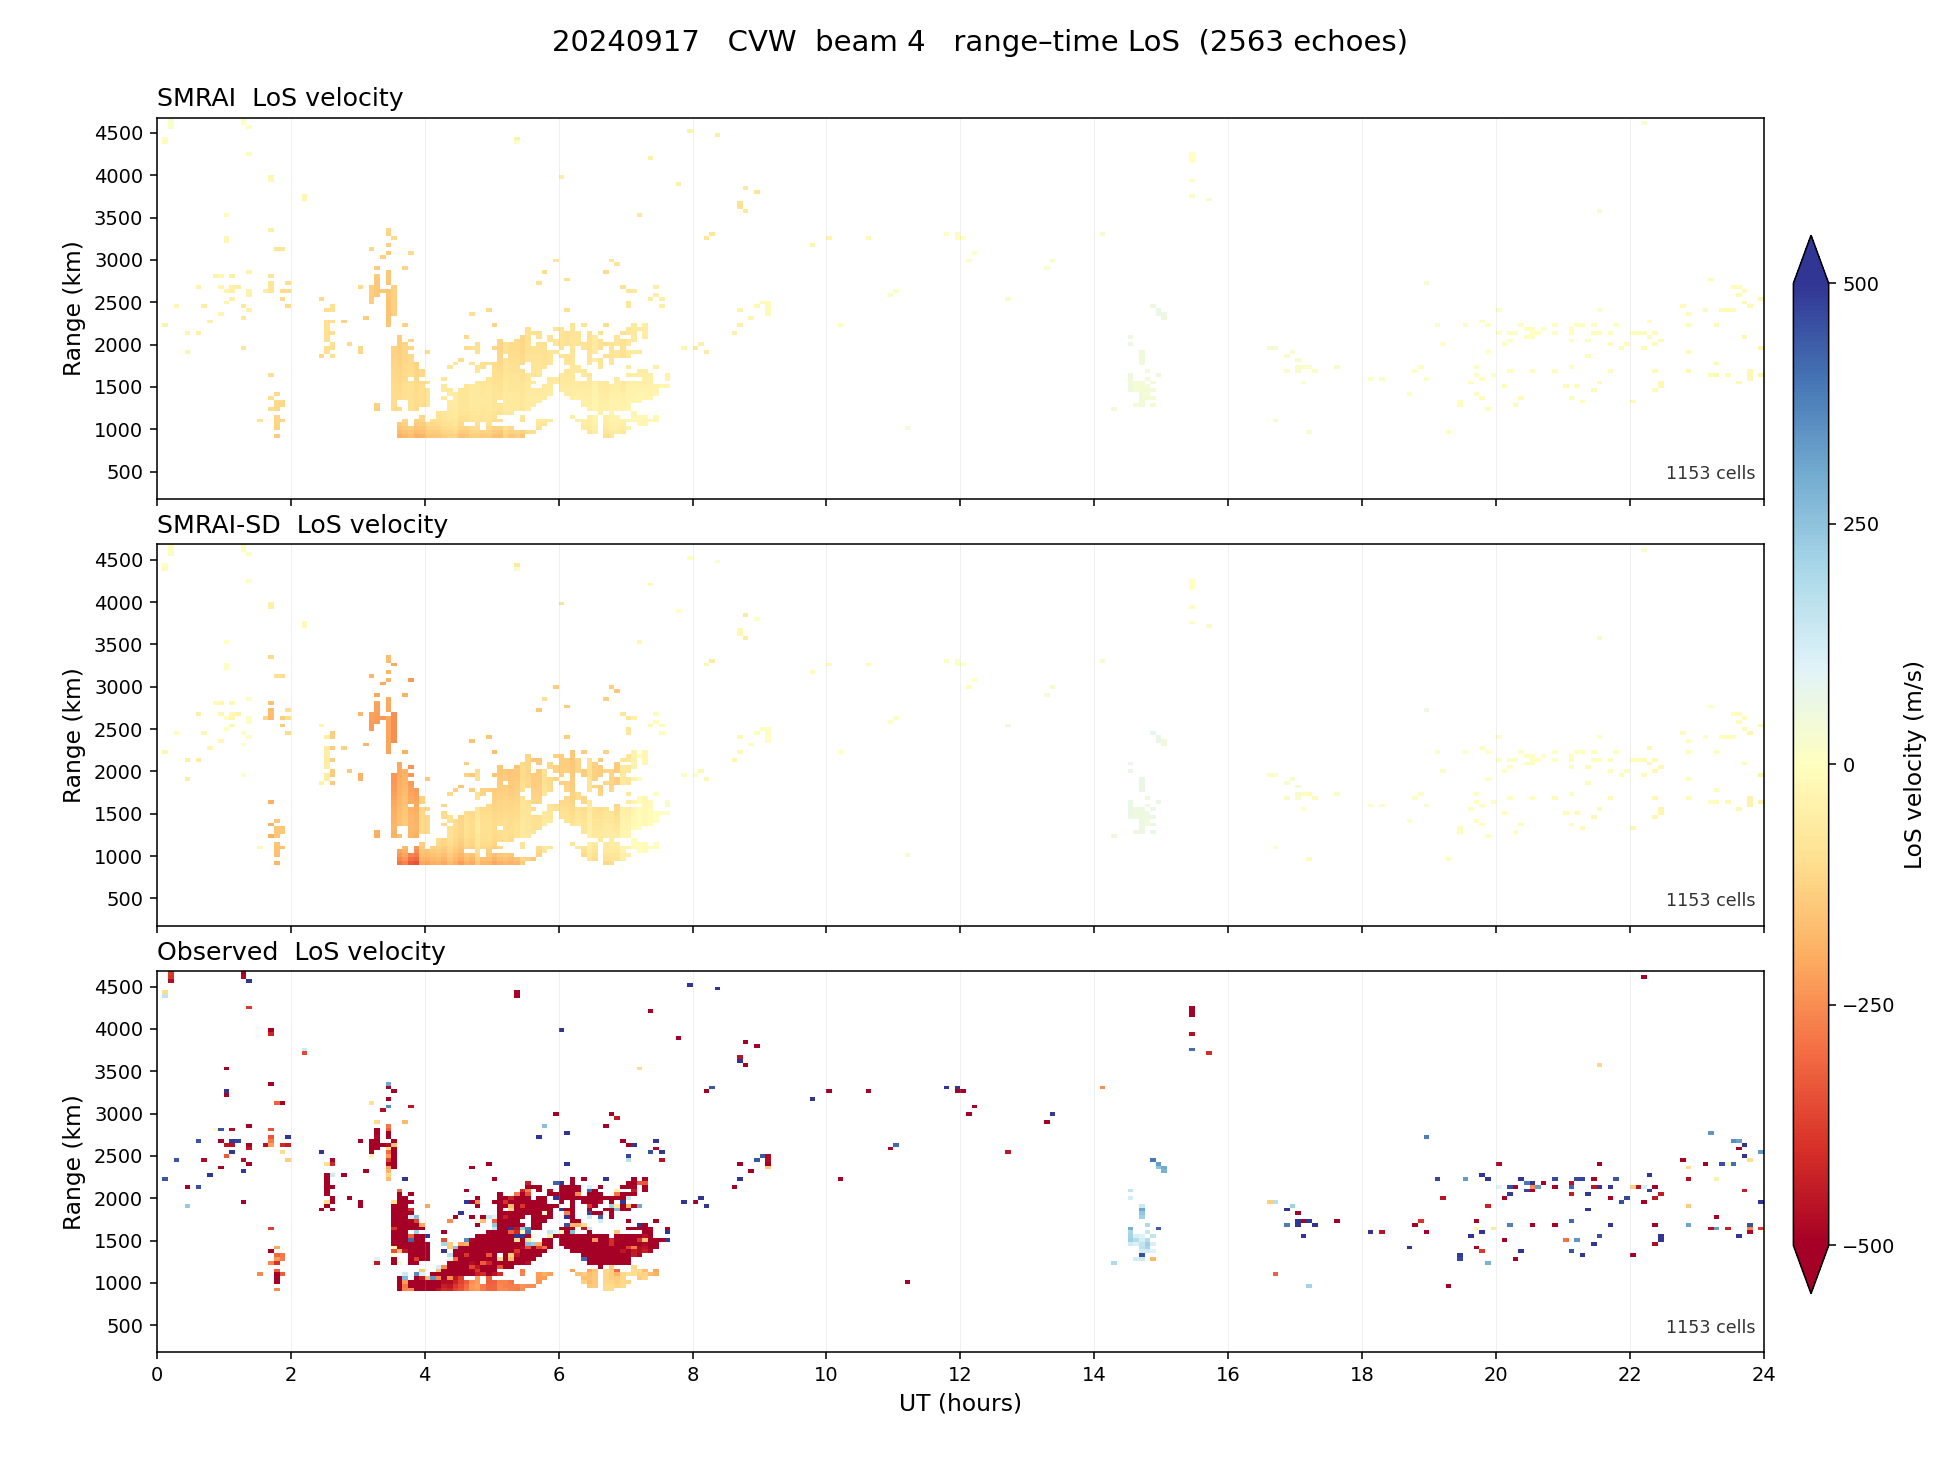 20240917   CVW  beam 4   range–time LoS  (2563 echoes)
SMRAI  LoS velocity
4500
4000
3500
3000
2500
2000
1500
1000
500
Range (km)
1153 cells
SMRAI-SD  LoS velocity
4500
4000
3500
3000
2500
2000
1500
1000
500
Range (km)
1153 cells
Observed  LoS velocity
4500
4000
3500
3000
2500
2000
1500
1000
500
Range (km)
1153 cells
0 2 4 6 8 10 12 14 16 18 20 22 24
UT (hours)
500
250
0
−250
−500
LoS velocity (m/s)